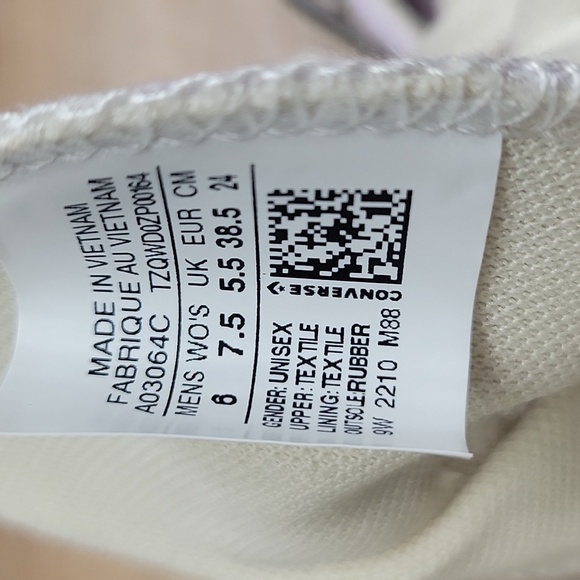 MADE IN VIETNAM
FABRIQUE AU VIETNAM
A03064C TZQWD0ZP00164
MENS WO'S UK EUR CM
6 7.5 5.5 38.5 24
GENDER: UNISEX
UPPER: TEXTILE
LINING: TEXTILE
OUTSOLE:RUBBER
9W 2210 M88
CONVERSE